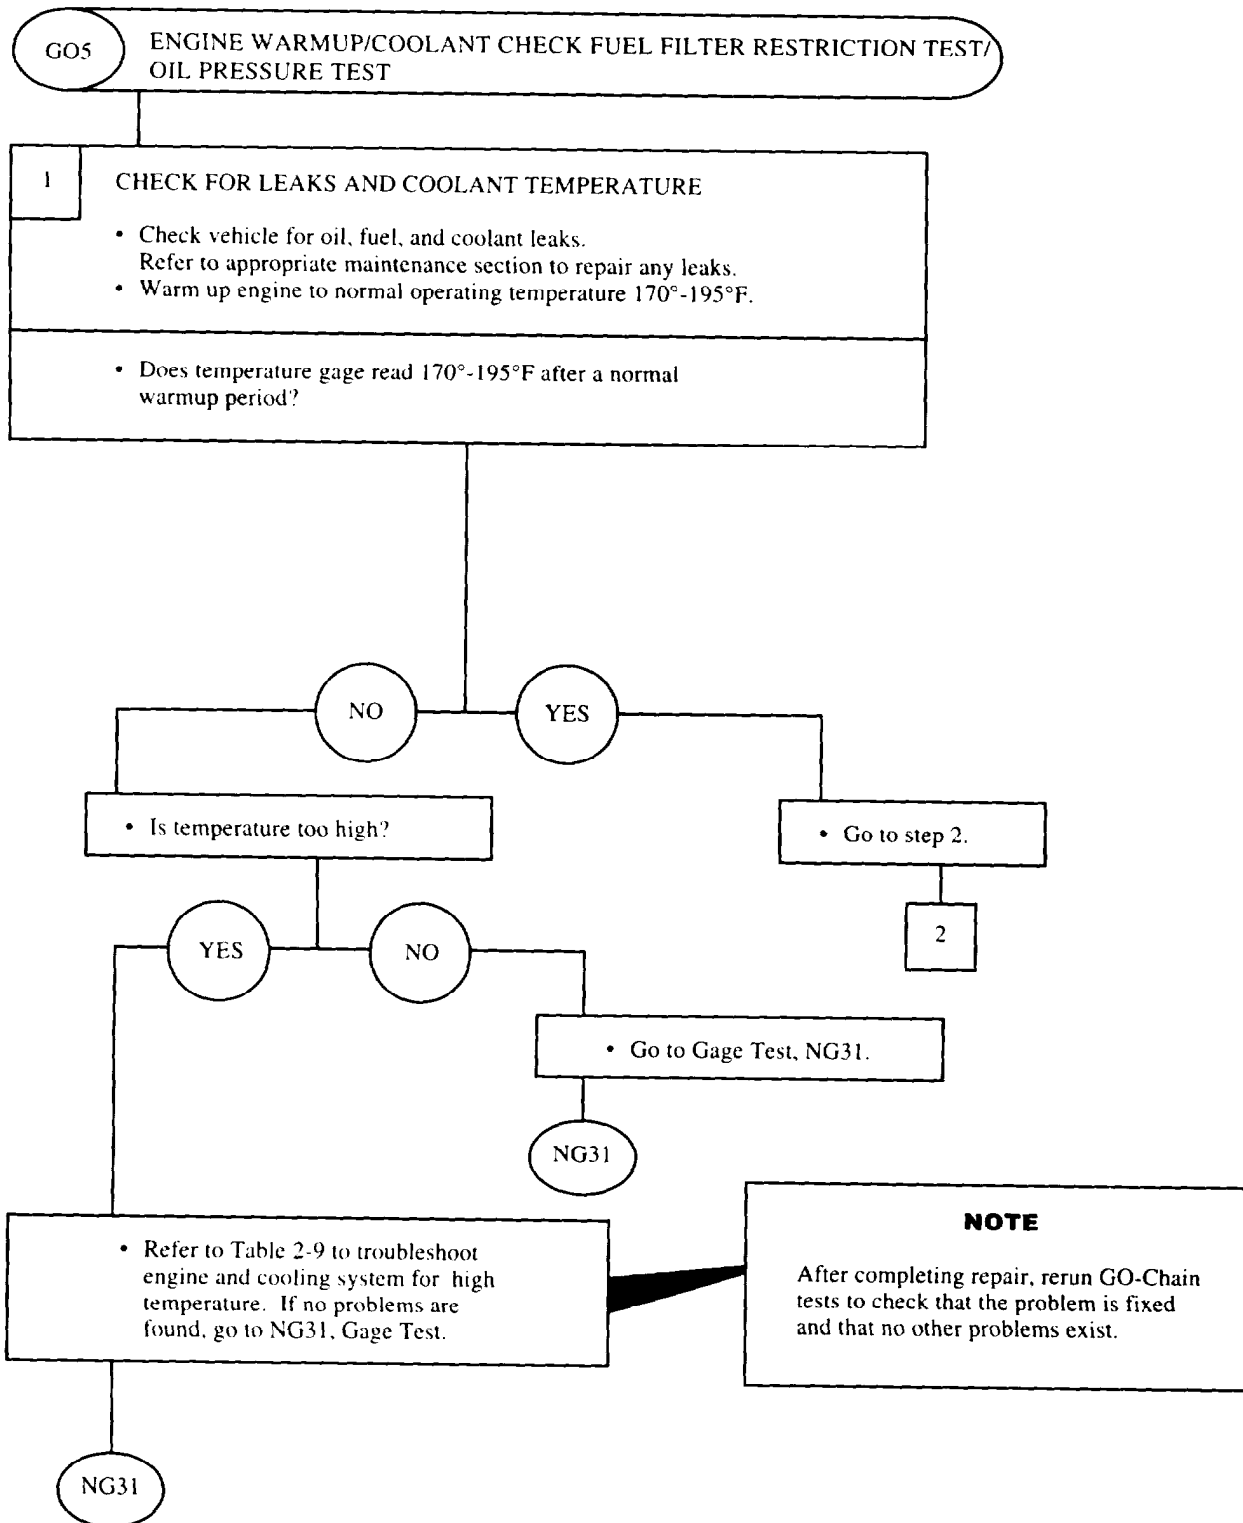 GO5
ENGINE WARMUP/COOLANT CHECK FUEL FILTER RESTRICTION TEST/
OIL PRESSURE TEST
1
CHECK FOR LEAKS AND COOLANT TEMPERATURE
• Check vehicle for oil, fuel, and coolant leaks.
Refer to appropriate maintenance section to repair any leaks.
• Warm up engine to normal operating temperature 170°-195°F.
• Does temperature gage read 170°-195°F after a normal
warmup period?
NO
YES
• Is temperature too high?
• Go to step 2.
2
YES
NO
• Go to Gage Test, NG31.
NG31
• Refer to Table 2-9 to troubleshoot
engine and cooling system for high
temperature. If no problems are
found, go to NG31, Gage Test.
NOTE
After completing repair, rerun GO-Chain
tests to check that the problem is fixed
and that no other problems exist.
NG31